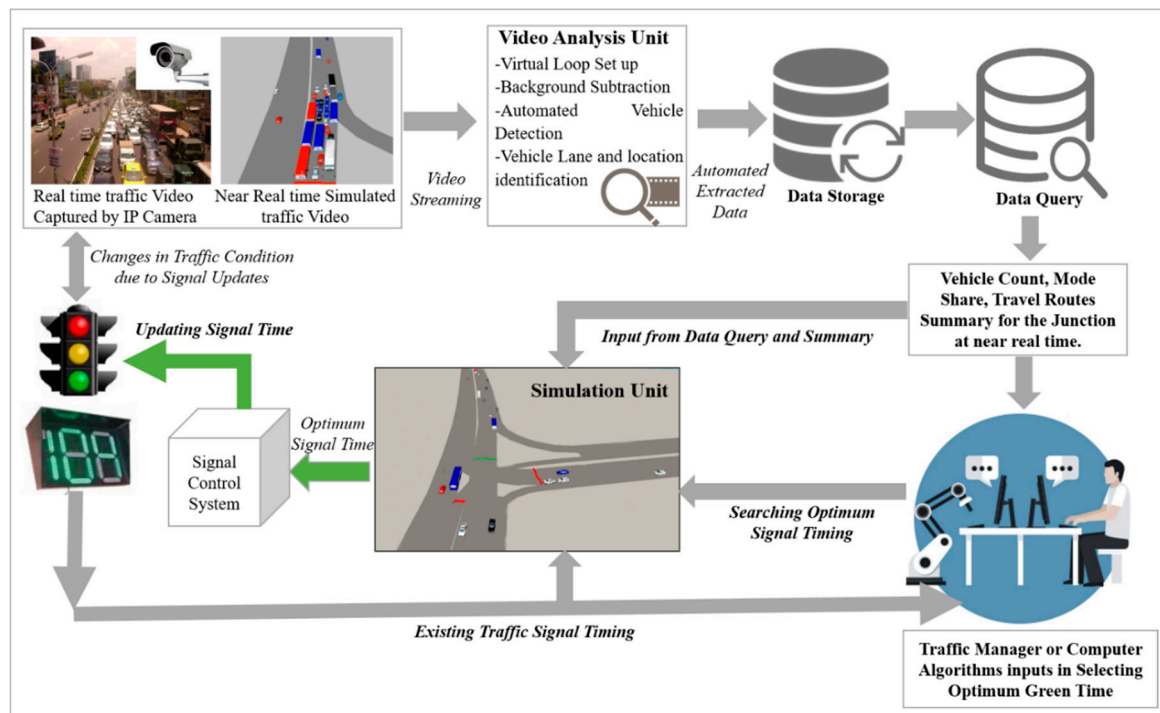 Real time traffic Video
Captured by IP Camera
Near Real time Simulated
traffic Video
Video
Streaming
Video Analysis Unit
-Virtual Loop Set up
-Background Subtraction
-Automated Vehicle
Detection
-Vehicle Lane and location
identification
Automated
Extracted
Data
Data Storage
Data Query
Changes in Traffic Condition
due to Signal Updates
Vehicle Count, Mode
Share, Travel Routes
Summary for the Junction
at near real time.
Updating Signal Time
Input from Data Query and Summary
Simulation Unit
Optimum
Signal Time
Signal
Control
System
Searching Optimum
Signal Timing
Existing Traffic Signal Timing
Traffic Manager or Computer
Algorithms inputs in Selecting
Optimum Green Time